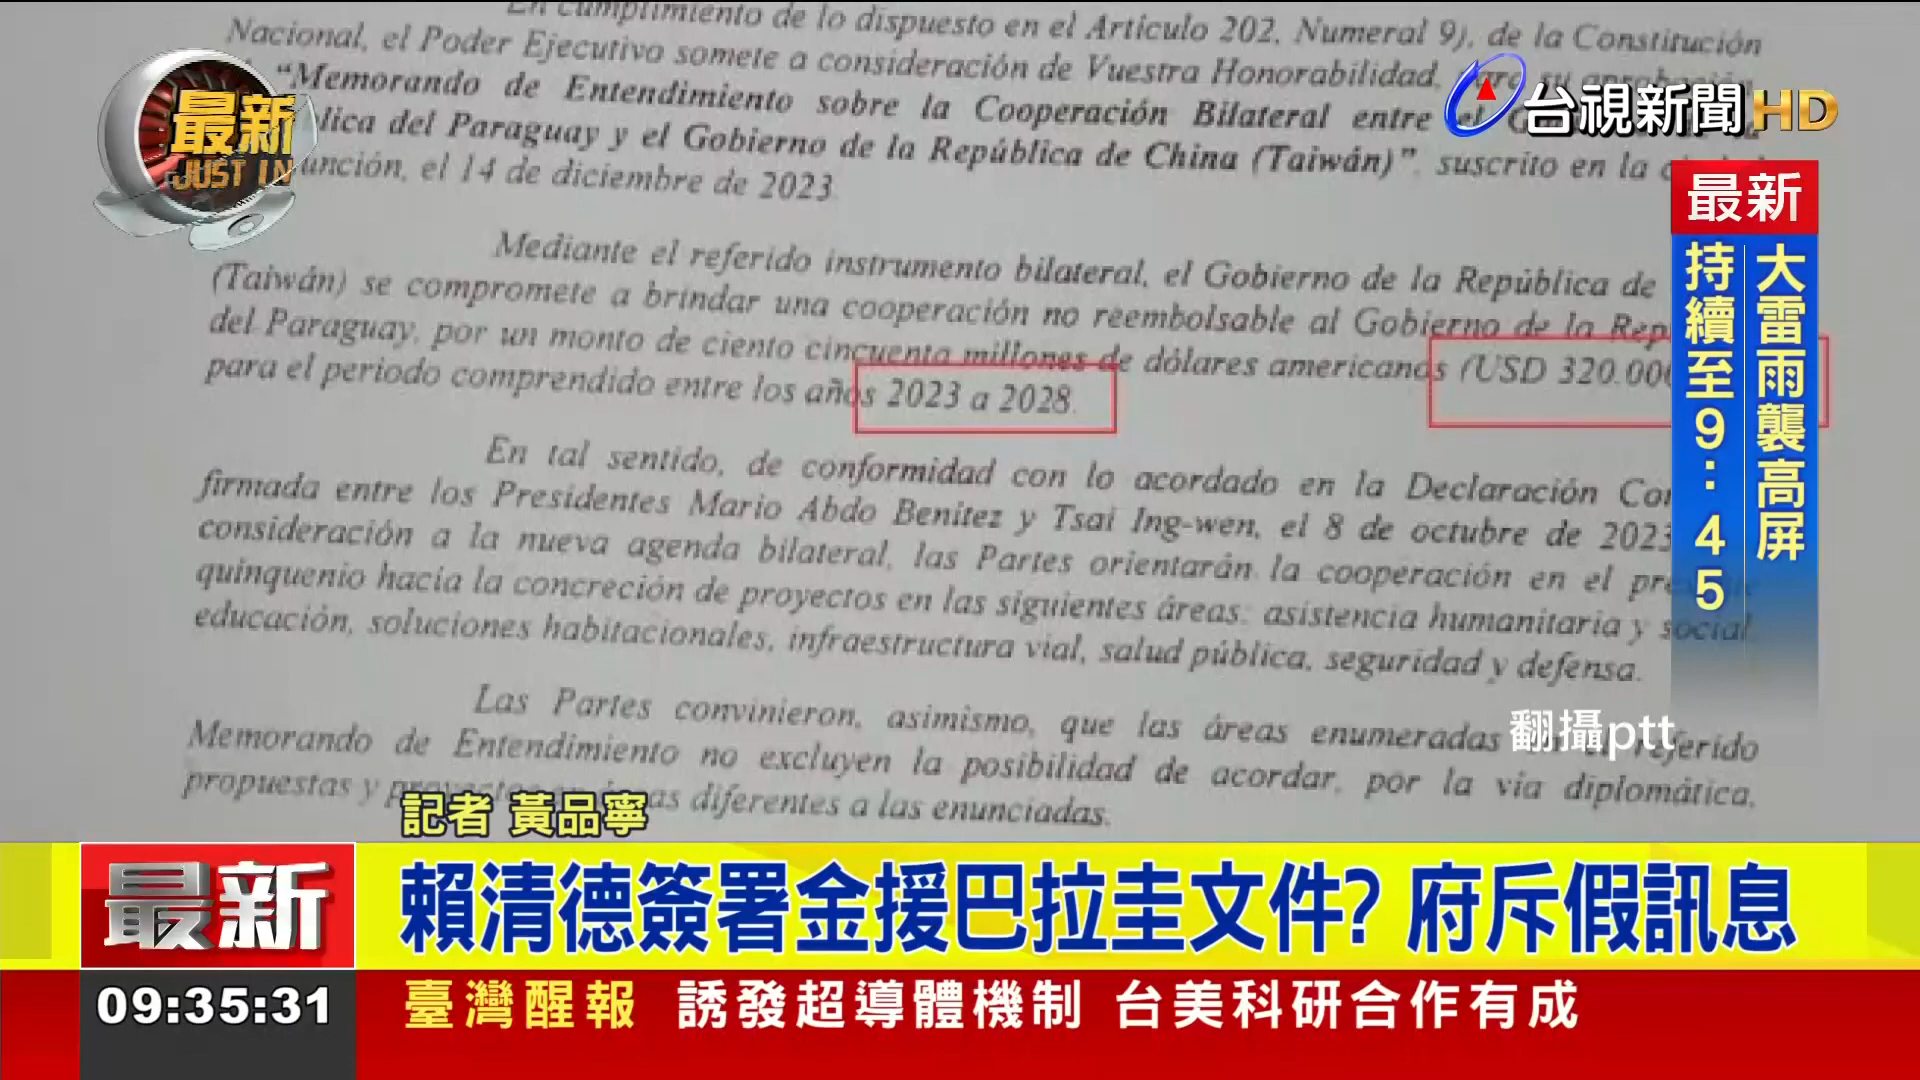 En cumplimiento de lo dispuesto en el Artículo 202, Numeral 9), de la Constitución
Nacional, el Poder Ejecutivo somete a consideración de Vuestra Honorabilidad, para su aprobación,
“Memorando de Entendimiento sobre la Cooperación Bilateral entre el
lica del Paraguay y el Gobierno de la República de China (Taiwán)”, suscrito en la
unción, el 14 de diciembre de 2023.
Mediante el referido instrumento bilateral, el Gobierno de la República de
(Taiwán) se compromete a brindar una cooperación no reembolsable al Gobierno de la Rep
del Paraguay, por un monto de ciento cincuenta millones de dólares americanos (USD 320.000
para el periodo comprendido entre los años 2023 a 2028.
En tal sentido, de conformidad con lo acordado en la Declaración Con
firmada entre los Presidentes Mario Abdo Benítez y Tsai Ing-wen, el 8 de octubre de 2023
consideración a la nueva agenda bilateral, las Partes orientarán la cooperación en el
quinquenio hacia la concreción de proyectos en las siguientes áreas: asistencia humanitaria y social,
educación, soluciones habitacionales, infraestructura vial, salud pública, seguridad y defensa.
Las Partes convinieron, asimismo, que las áreas enumeradas en el referido
Memorando de Entendimiento no excluyen la posibilidad de acordar, por la vía diplomática,
propuestas y proyectos en áreas diferentes a las enunciadas.
最新
JUST IN
台視新聞HD
最新
大雷雨襲高屏
持續至9:45
翻攝ptt
記者 黃品寧
最新
賴清德簽署金援巴拉圭文件? 府斥假訊息
09:35:31
臺灣醒報 誘發超導體機制 台美科研合作有成